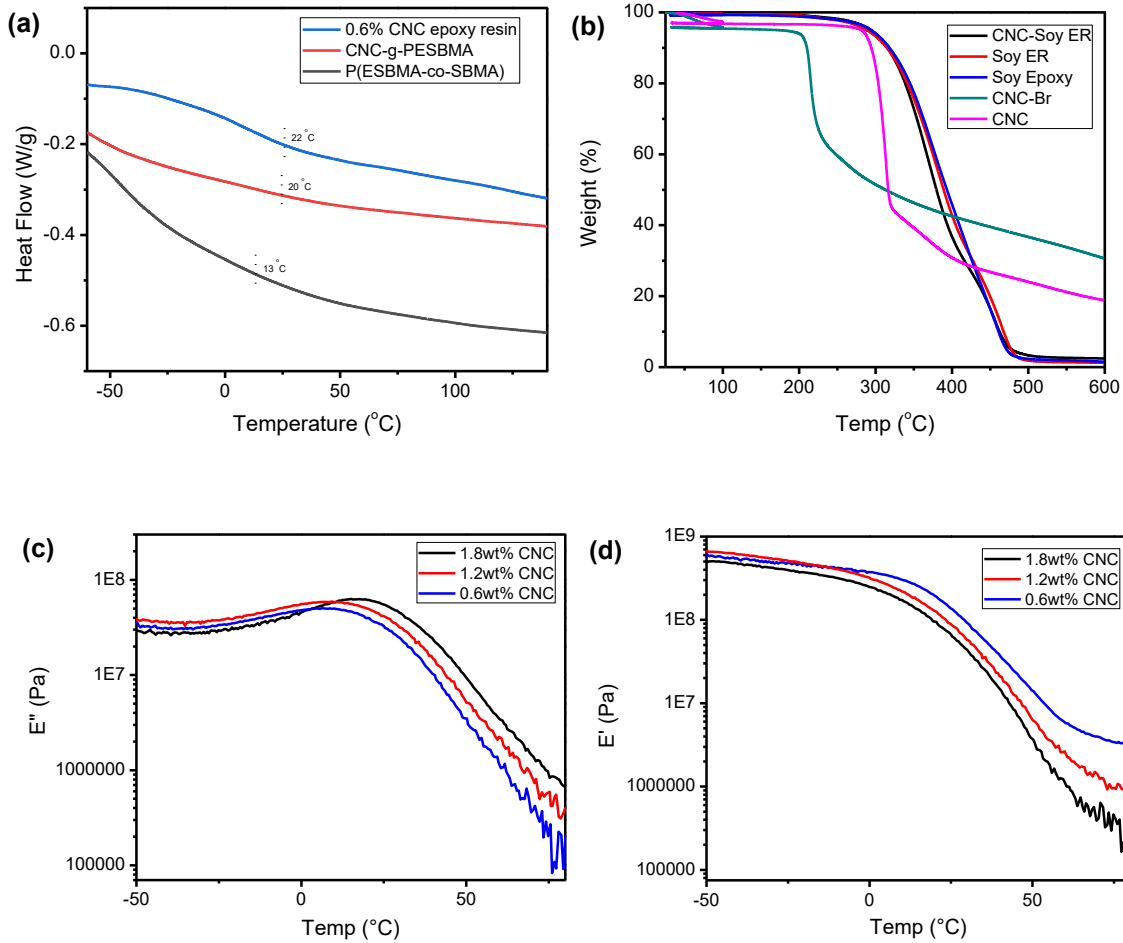 (a)
0.6% CNC epoxy resin
CNC-g-PESBMA
P(ESBMA-co-SBMA)
0.0
-0.2
-0.4
-0.6
Heat Flow (W/g)
22 °C
20 °C
13 °C
-50
0
50
100
Temperature (°C)
(b)
CNC-Soy ER
Soy ER
Soy Epoxy
CNC-Br
CNC
100
80
60
40
20
0
Weight (%)
100
200
300
400
500
600
Temp (°C)
(c)
1.8wt% CNC
1.2wt% CNC
0.6wt% CNC
1E8
1E7
1000000
100000
E" (Pa)
-50
0
50
Temp (°C)
(d)
1.8wt% CNC
1.2wt% CNC
0.6wt% CNC
1E9
1E8
1E7
1000000
100000
E' (Pa)
-50
0
50
Temp (°C)